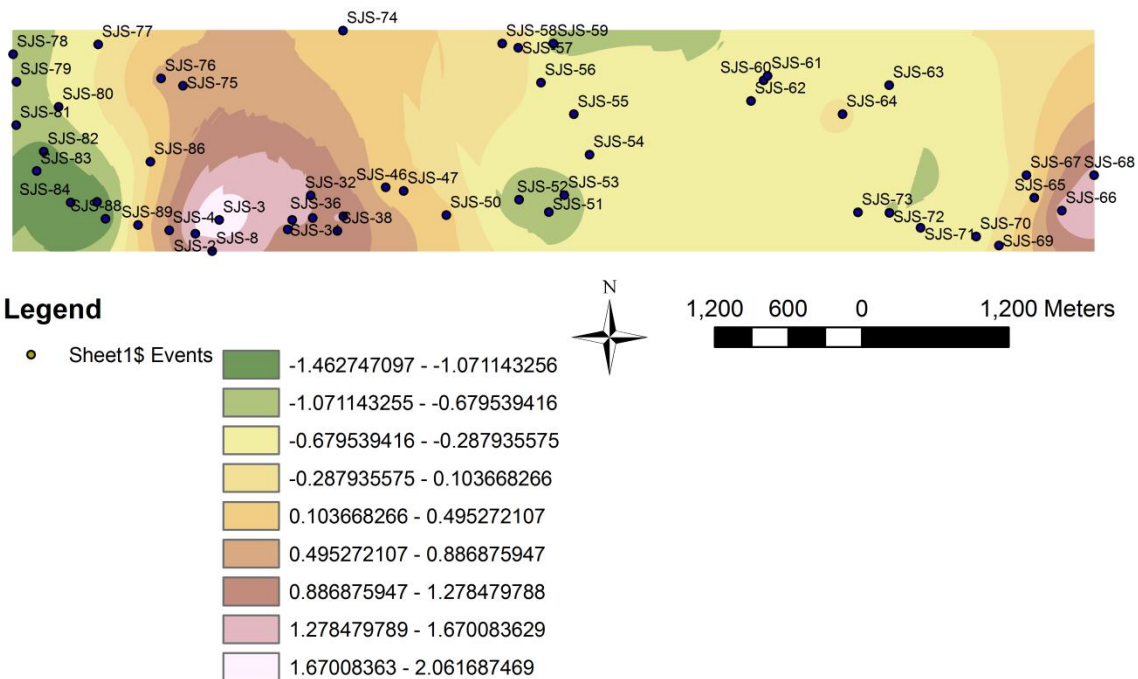 SJS-74
SJS-58 SJS-59
SJS-77
SJS-78
SJS-57
SJS-76
SJS-75
SJS-79
SJS-56
SJS-60 SJS-61
SJS-62
SJS-63
SJS-80
SJS-81
SJS-55
SJS-64
SJS-82
SJS-83
SJS-86
SJS-54
SJS-67 SJS-68
SJS-84
SJS-32
SJS-46
SJS-47
SJS-52 SJS-53
SJS-65
SJS-88
SJS-89
SJS-4
SJS-3
SJS-36
SJS-38
SJS-50
SJS-51
SJS-73
SJS-72
SJS-66
SJS-2
SJS-8
SJS-71
SJS-70
SJS-69
N
1,200 600 0 1,200 Meters
Legend
Sheet1$ Events
-1.462747097 - -1.071143256
-1.071143255 - -0.679539416
-0.679539416 - -0.287935575
-0.287935575 - 0.103668266
0.103668266 - 0.495272107
0.495272107 - 0.886875947
0.886875947 - 1.278479788
1.278479789 - 1.670083629
1.67008363 - 2.061687469